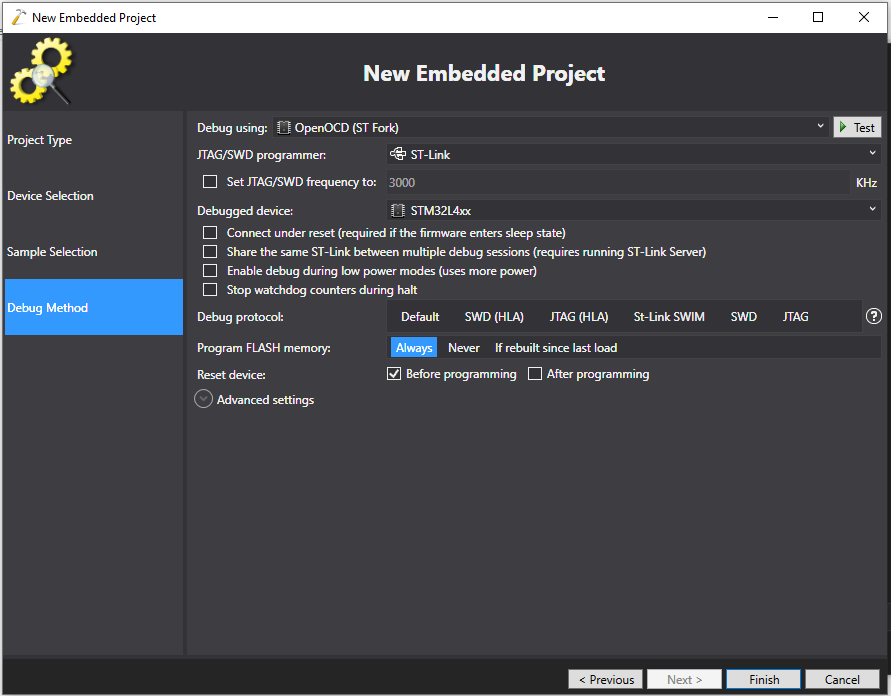 New Embedded Project
New Embedded Project
Project Type
Device Selection
Sample Selection
Debug Method
Debug using: OpenOCD (ST Fork) Test
JTAG/SWD programmer: ST-Link
Set JTAG/SWD frequency to: 3000 KHz
Debugged device: STM32L4xx
Connect under reset (required if the firmware enters sleep state)
Share the same ST-Link between multiple debug sessions (requires running ST-Link Server)
Enable debug during low power modes (uses more power)
Stop watchdog counters during halt
Debug protocol: Default SWD (HLA) JTAG (HLA) St-Link SWIM SWD JTAG ?
Program FLASH memory: Always Never If rebuilt since last load
Reset device: Before programming After programming
Advanced settings
< Previous Next > Finish Cancel